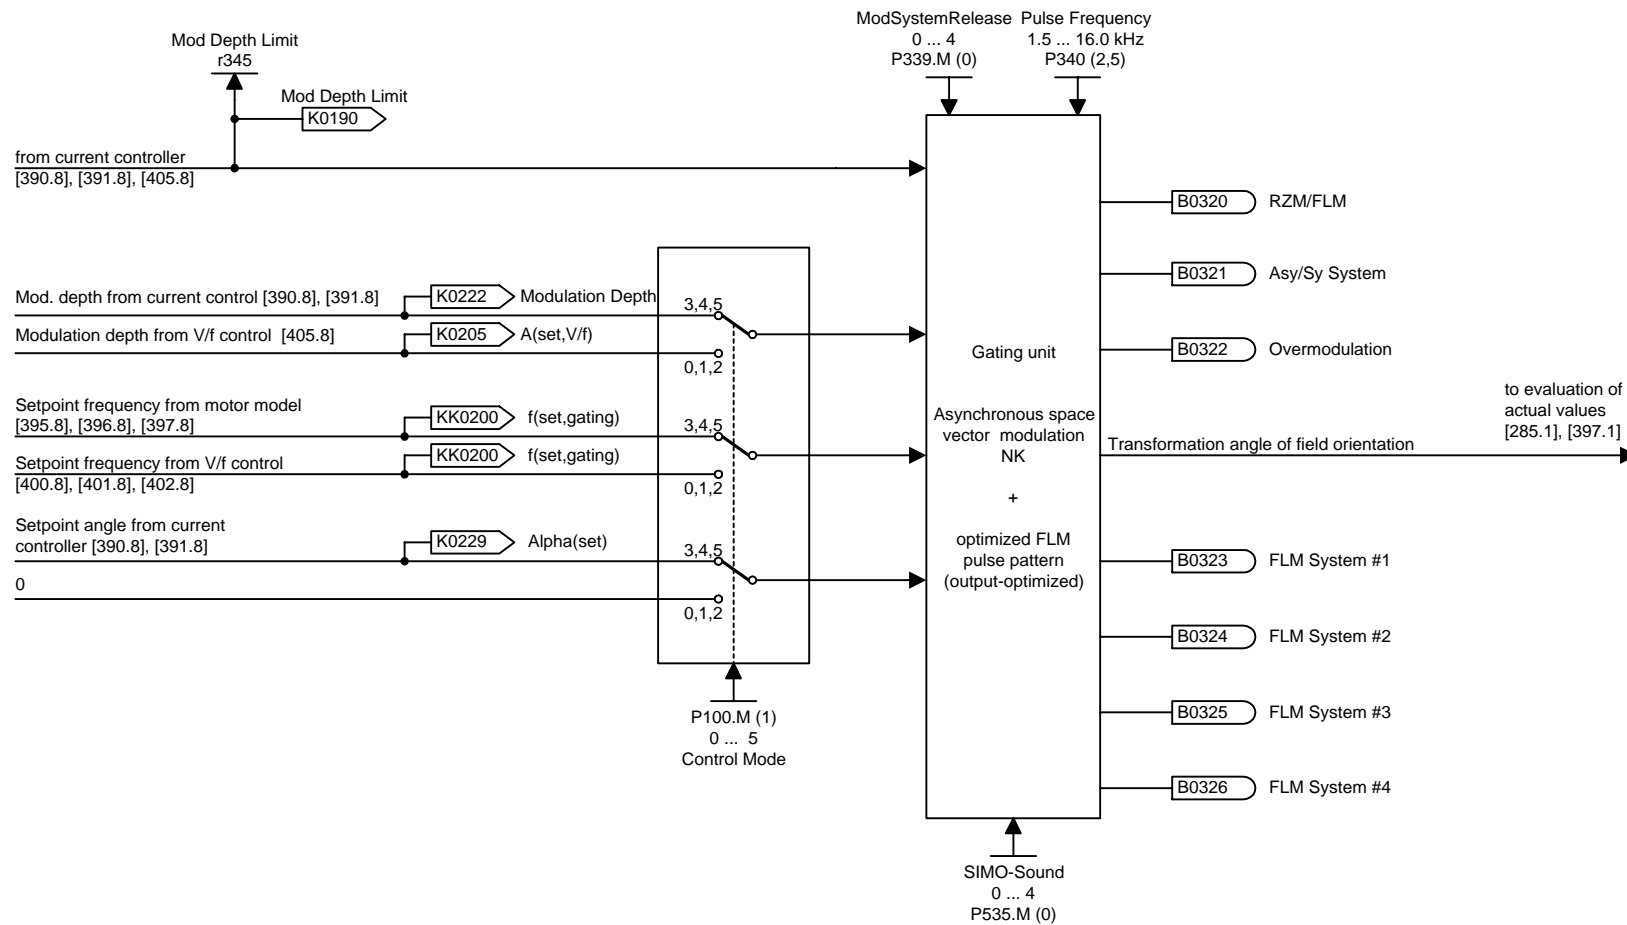 Mod Depth Limit
r345
Mod Depth Limit
K0190
from current controller
[390.8], [391.8], [405.8]
ModSystemRelease
0 ... 4
P339.M (0)
Pulse Frequency
1.5 ... 16.0 kHz
P340 (2,5)
Mod. depth from current control [390.8], [391.8]
K0222
Modulation Depth
Modulation depth from V/f control [405.8]
K0205
A(set,V/f)
3,4,5
0,1,2
Setpoint frequency from motor model
[395.8], [396.8], [397.8]
KK0200
f(set,gating)
Setpoint frequency from V/f control
[400.8], [401.8], [402.8]
KK0200
f(set,gating)
3,4,5
0,1,2
Setpoint angle from current
controller [390.8], [391.8]
K0229
Alpha(set)
0
3,4,5
0,1,2
P100.M (1)
0 ... 5
Control Mode
Gating unit
Asynchronous space
vector modulation
NK
+
optimized FLM
pulse pattern
(output-optimized)
SIMO-Sound
0 ... 4
P535.M (0)
B0320
RZM/FLM
B0321
Asy/Sy System
B0322
Overmodulation
Transformation angle of field orientation
to evaluation of
actual values
[285.1], [397.1]
B0323
FLM System #1
B0324
FLM System #2
B0325
FLM System #3
B0326
FLM System #4